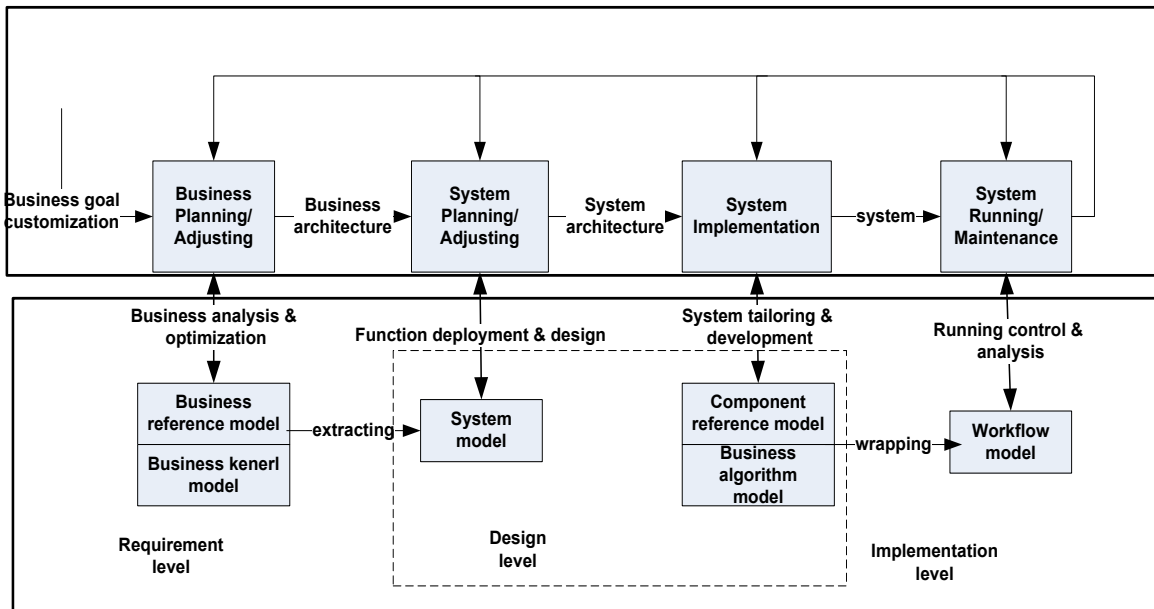 Business goal
customization
Business
Planning/
Adjusting
Business
architecture
System
Planning/
Adjusting
System
architecture
System
Implementation
system
System
Running/
Maintenance
Business analysis &
optimization
Function deployment & design
System tailoring &
development
Running control &
analysis
Business
reference model
Business kenerl
model
extracting
System
model
Component
reference model
Business
algorithm
model
wrapping
Workflow
model
Requirement
level
Design
level
Implementation
level